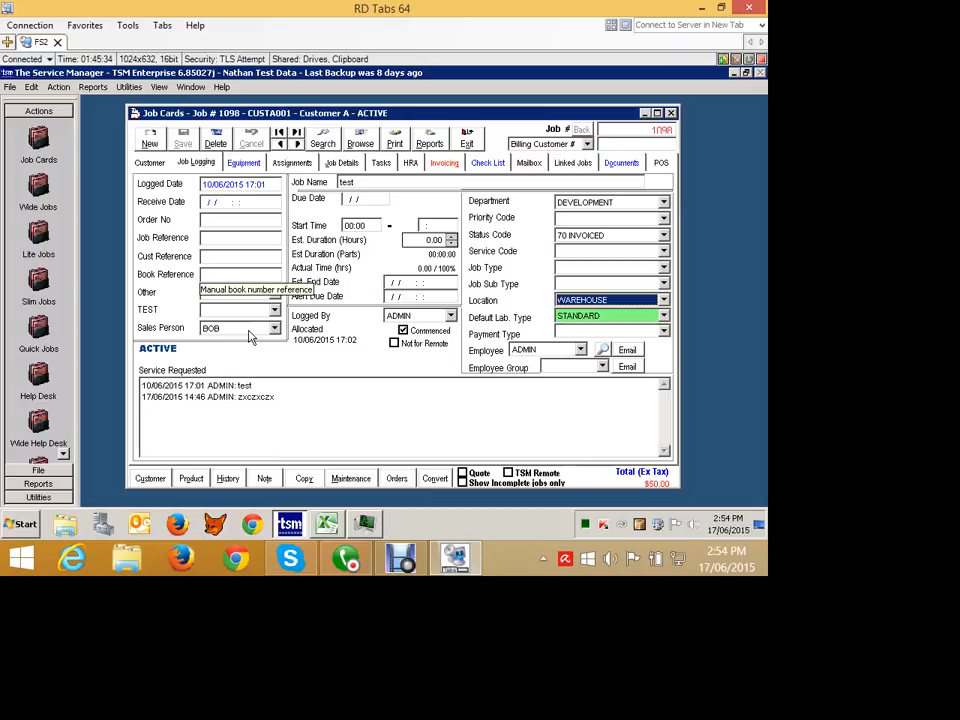 RD Tabs 64
Connection Favorites Tools Tabs Help Connect to Server in New Tab
FS2
Connected Time: 01:45:34 1024x632, 16bit Security: TLS Attempt Shared: Drives, Clipboard
The Service Manager - TSM Enterprise 6.85027j - Nathan Test Data - Last Backup was 8 days ago
File Edit Action Reports Utilities View Window Help
Actions
Job Cards
Wide Jobs
Lite Jobs
Slim Jobs
Quick Jobs
Help Desk
Wide Help Desk
File
Reports
Utilities
Job Cards - Job # 1098 - CUSTA001 - Customer A - ACTIVE
New Save Delete Cancel Search Browse Print Reports Exit
Job # Back 1098
Billing Customer #
Customer Job Logging Equipment Assignments Job Details Tasks HRA Invoicing Check List Mailbox Linked Jobs Documents POS
Logged Date 10/06/2015 17:01
Receive Date / / : :
Order No
Job Reference
Cust Reference
Book Reference
Manual book number reference
Other
TEST
Sales Person BOB
ACTIVE
Job Name test
Due Date / /
Start Time 00:00 - :
Est. Duration (Hours) 0.00
Est. Duration (Parts) 00:00.00
Actual Time (hrs) 0.00 / 100%
Est. End Date / / : :
Due Date / / : :
Logged By ADMIN
Allocated Commenced
10/06/2015 17:02 Not for Remote
Department DEVELOPMENT
Priority Code
Status Code 70 INVOICED
Service Code
Job Type
Job Sub Type
Location WAREHOUSE
Default Lab. Type STANDARD
Payment Type
Employee ADMIN Email
Employee Group Email
Service Requested
10/06/2015 17:01 ADMIN: test
17/06/2015 14:46 ADMIN: zxczxczx
Customer Product History Note Copy Maintenance Orders Convert
Quote TSM Remote
Show Incomplete jobs only
Total (Ex Tax)
$50.00
Start tsm 2:54 PM
17/06/2015
2:54 PM
17/06/2015